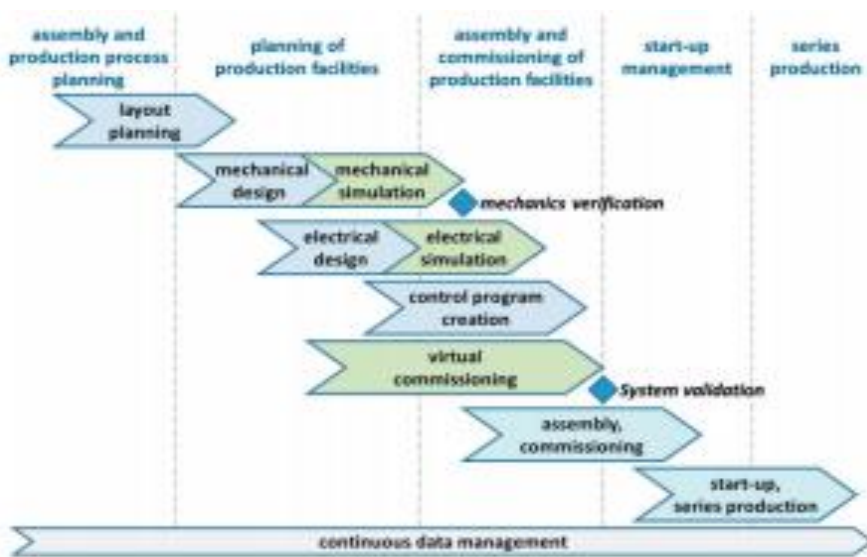 assembly and
production process
planning
planning of
production facilities
assembly and
commissioning of
production facilities
start-up
management
series
production
layout
planning
mechanical
design
mechanical
simulation
mechanics verification
electrical
design
electrical
simulation
control program
creation
virtual
commissioning
System validation
assembly,
commissioning
start-up,
series production
continuous data management